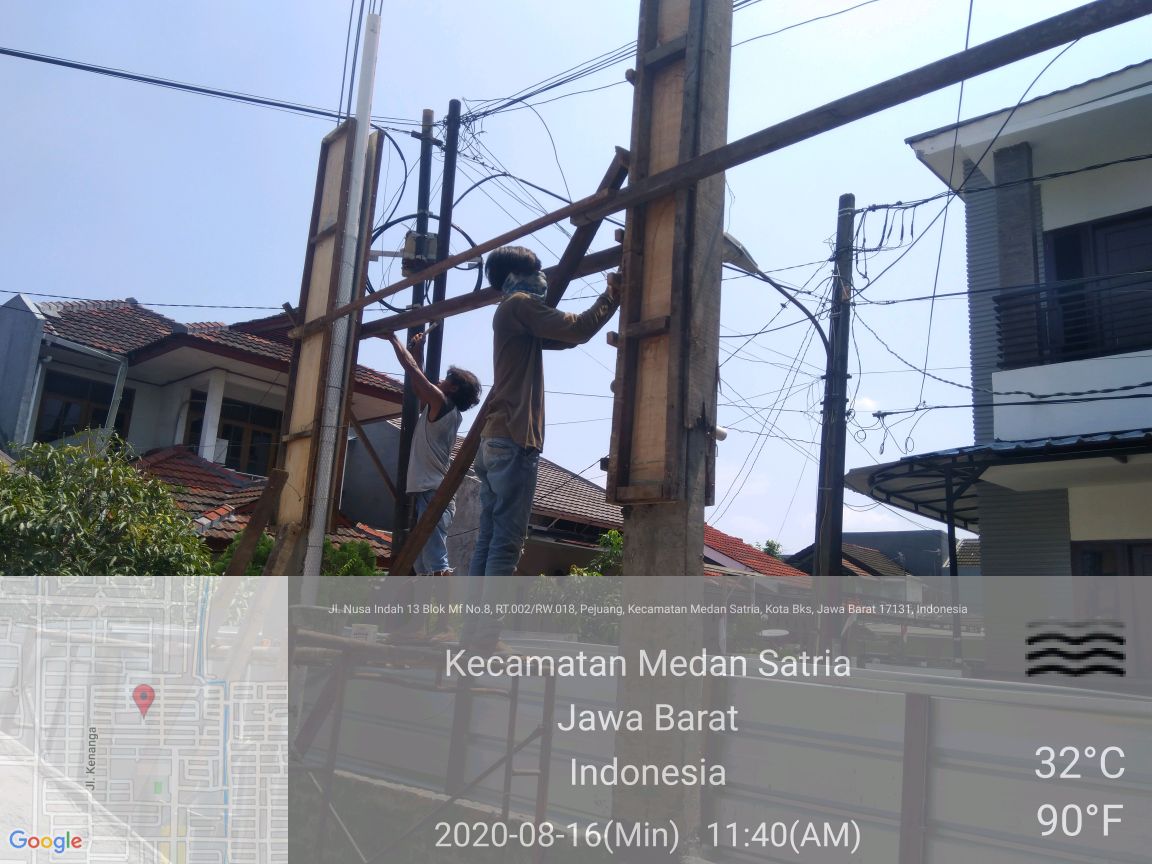 Jl. Nusa Indah 13 Blok Mf No.8, RT.002/RW.018, Pejuang, Kecamatan Medan Satria, Kota Bks, Jawa Barat 17131, Indonesia
Kecamatan Medan Satria
Jawa Barat
Indonesia
2020-08-16(Min) 11:40(AM)
32°C
90°F
Jl. Kenanga
Google